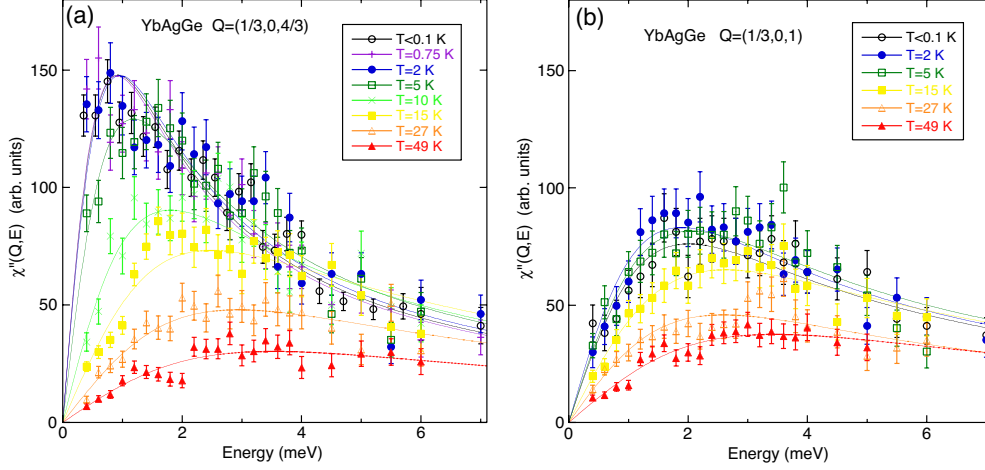 (a)
YbAgGe Q=(1/3,0,4/3)
T<0.1 K
T=0.75 K
T=2 K
T=5 K
T=10 K
T=15 K
T=27 K
T=49 K
χ"(Q,E) (arb. units)
150
100
50
0
0
2
4
6
Energy (meV)
(b)
YbAgGe Q=(1/3,0,1)
T<0.1 K
T=2 K
T=5 K
T=15 K
T=27 K
T=49 K
χ"(Q,E) (arb. units)
150
100
50
0
0
2
4
6
Energy (meV)